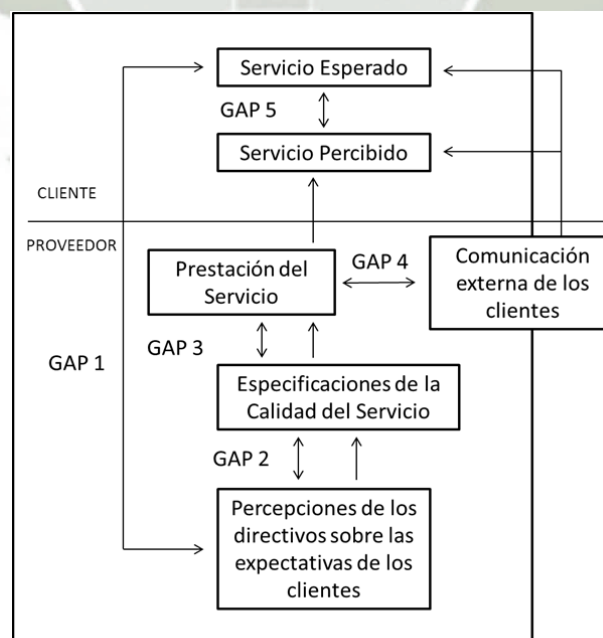 Servicio Esperado
GAP 5
Servicio Percibido
CLIENTE
PROVEEDOR
Prestación del
Servicio
GAP 4
Comunicación
externa de los
clientes
GAP 3
GAP 1
Especificaciones de la
Calidad del Servicio
GAP 2
Percepciones de los
directivos sobre las
expectativas de los
clientes